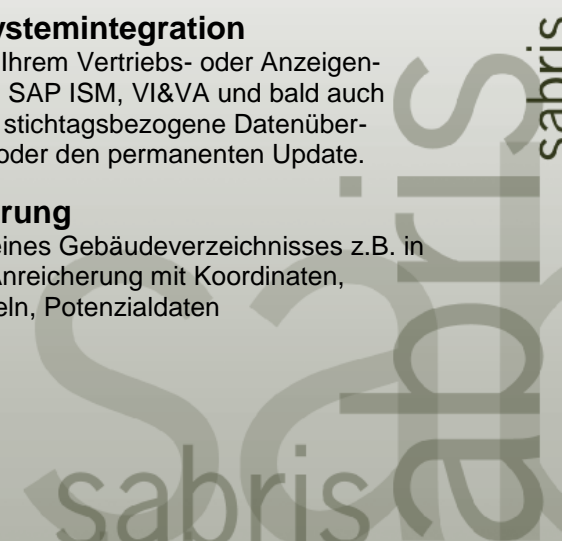 ystemintegration
Ihrem Vertriebs- oder Anzeigen-
SAP ISM, VI&VA und bald auch
stichtagsbezogene Datenüber-
oder den permanenten Update.
rung
eines Gebäudeverzeichnisses z.B. in
Anreicherung mit Koordinaten,
eln, Potenzialdaten
sabris
sabris
sabris